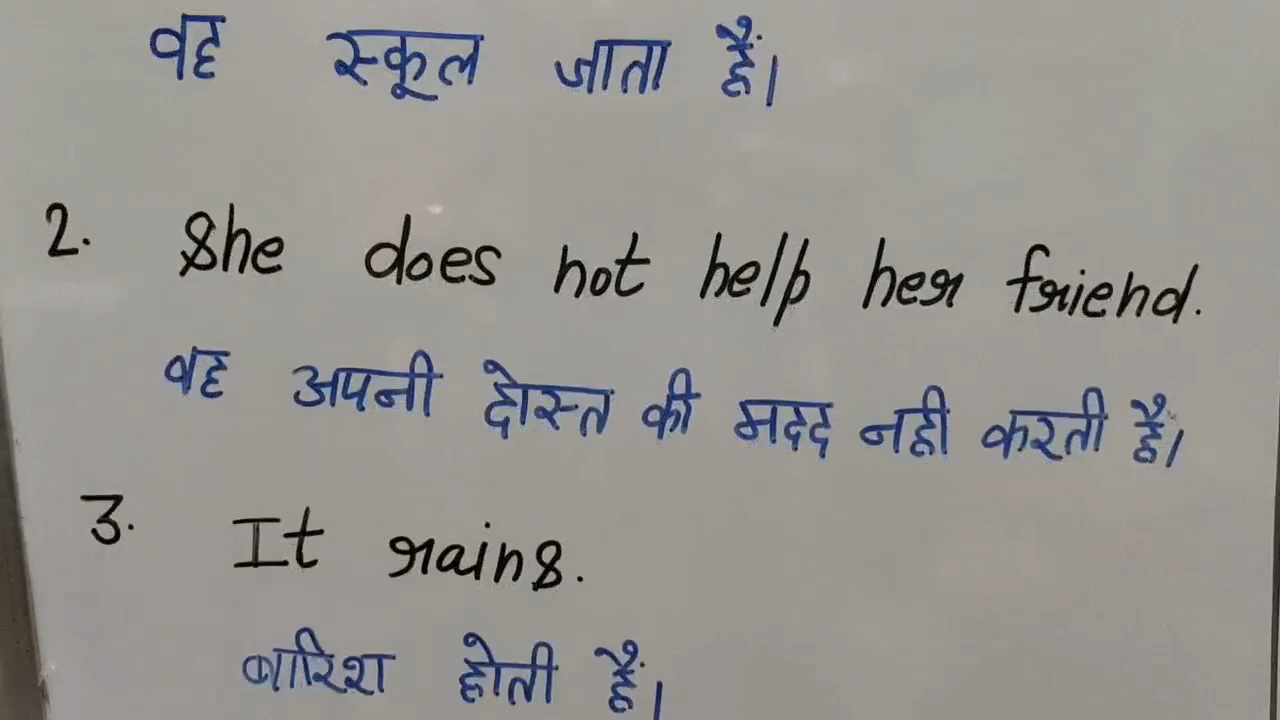 वह स्कूल जाता हैं।
2. She does not help her friend.
वह अपनी दोस्त की मदद नही करती है।
3. It rains.
बारिश होती हैं।